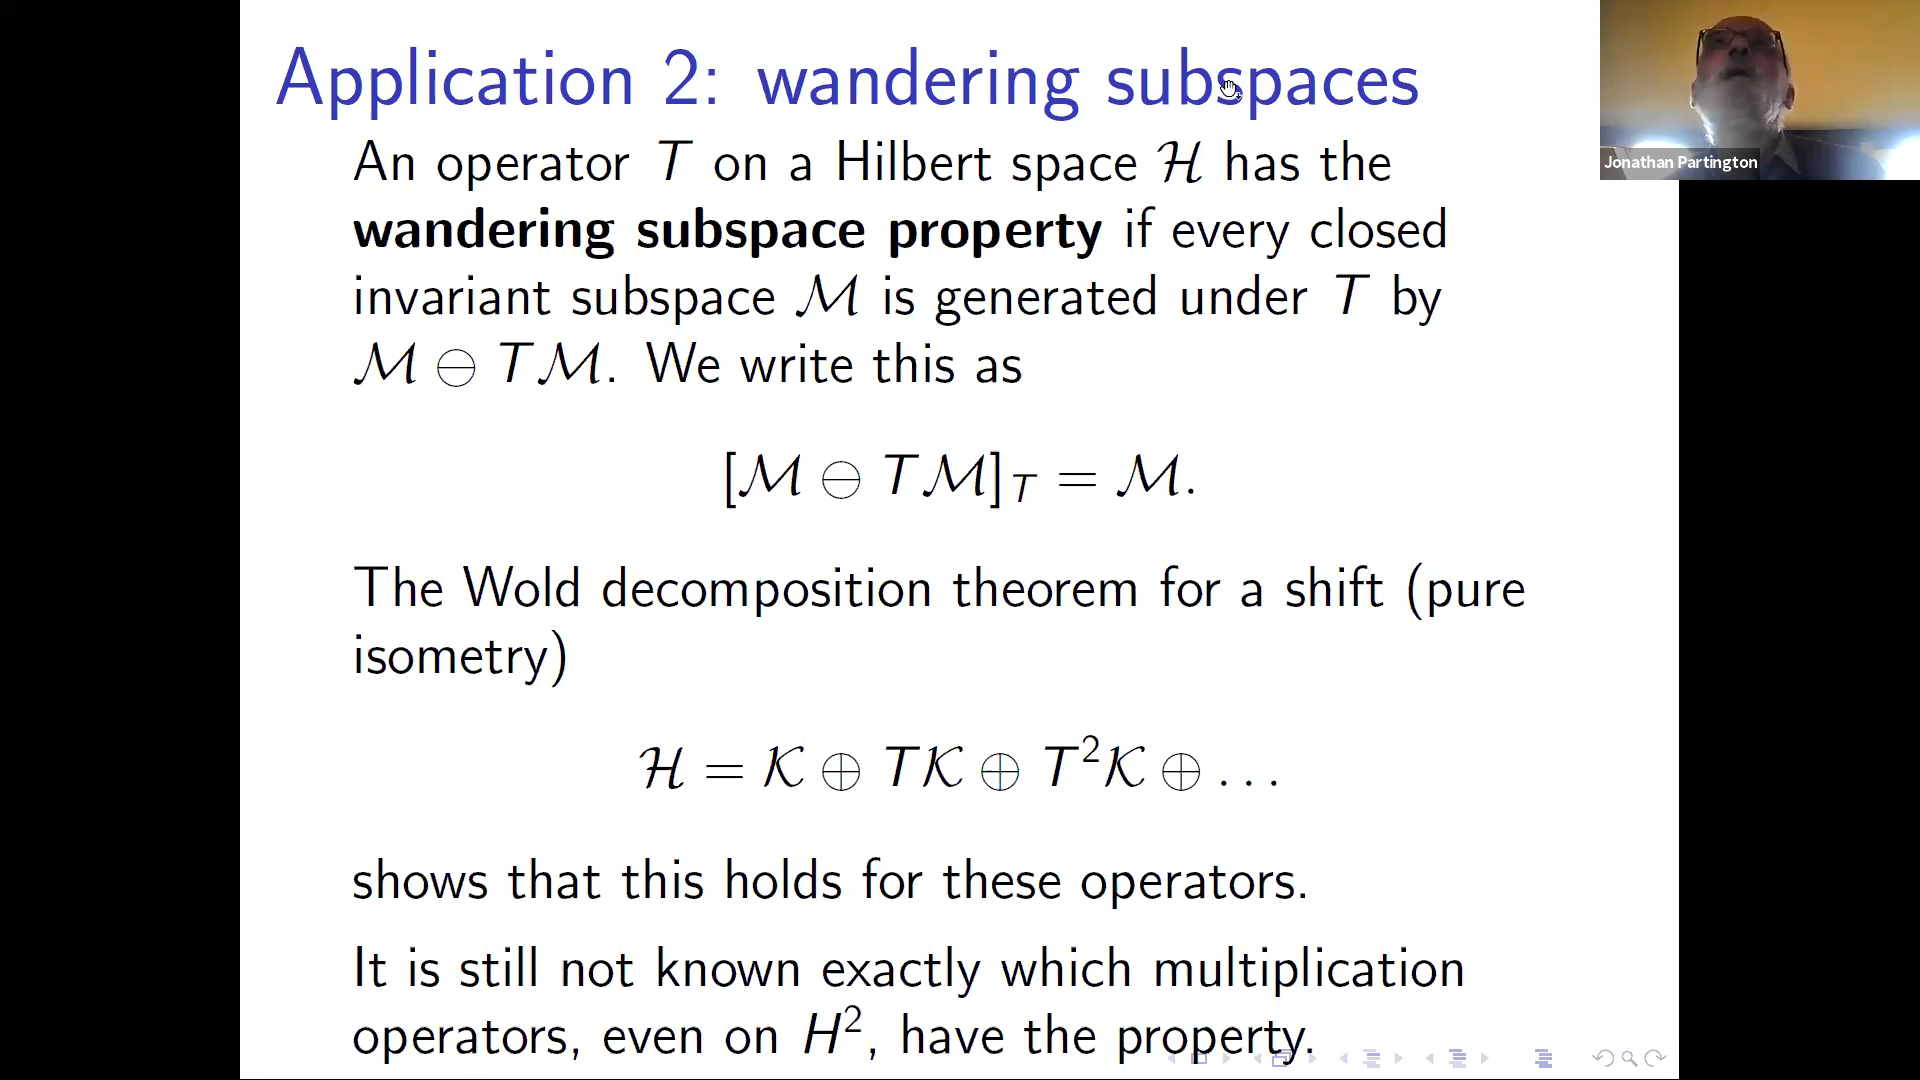 Application 2: wandering subspaces
Jonathan Partington
An operator T on a Hilbert space ℋ has the
wandering subspace property if every closed
invariant subspace ℳ is generated under T by
ℳ ⊖ Tℳ. We write this as
[ℳ ⊖ Tℳ]_T = ℳ.
The Wold decomposition theorem for a shift (pure
isometry)
ℋ = 𝒦 ⊕ T𝒦 ⊕ T²𝒦 ⊕ . . .
shows that this holds for these operators.
It is still not known exactly which multiplication
operators, even on H², have the property.